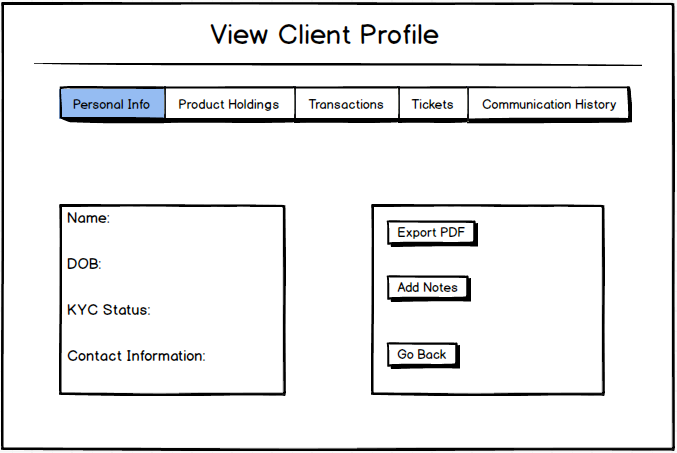 View Client Profile
Personal Info Product Holdings Transactions Tickets Communication History
Name:
DOB:
KYC Status:
Contact Information:
Export PDF
Add Notes
Go Back